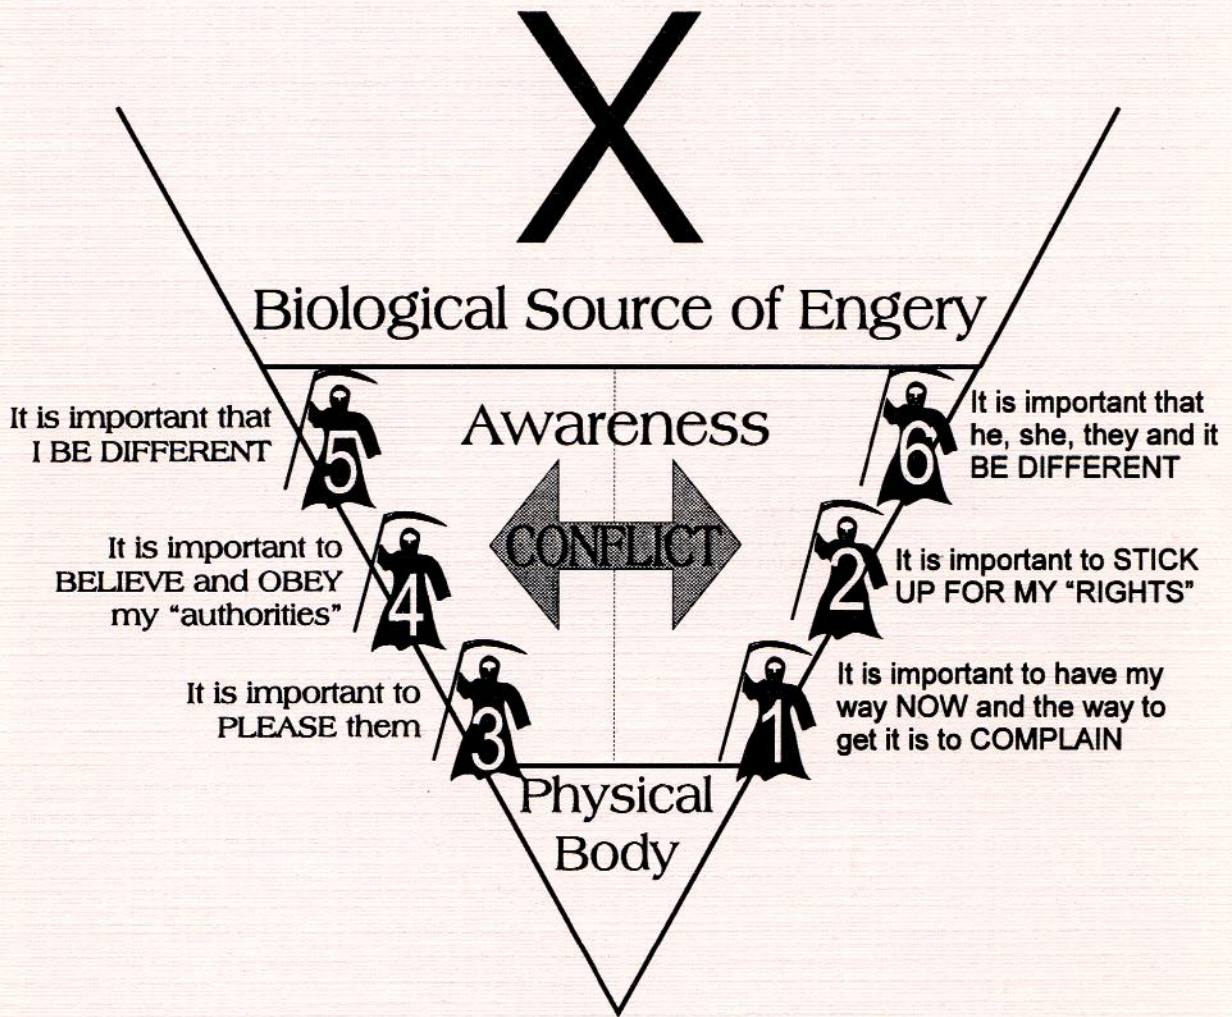 X
Biological Source of Engery
It is important that
I BE DIFFERENT
5
Awareness
6
It is important that
he, she, they and it
BE DIFFERENT
It is important to
BELIEVE and OBEY
my “authorities”
4
CONFLICT
2
It is important to STICK
UP FOR MY “RIGHTS”
It is important to
PLEASE them
3
1
It is important to have my
way NOW and the way to
get it is to COMPLAIN
Physical
Body